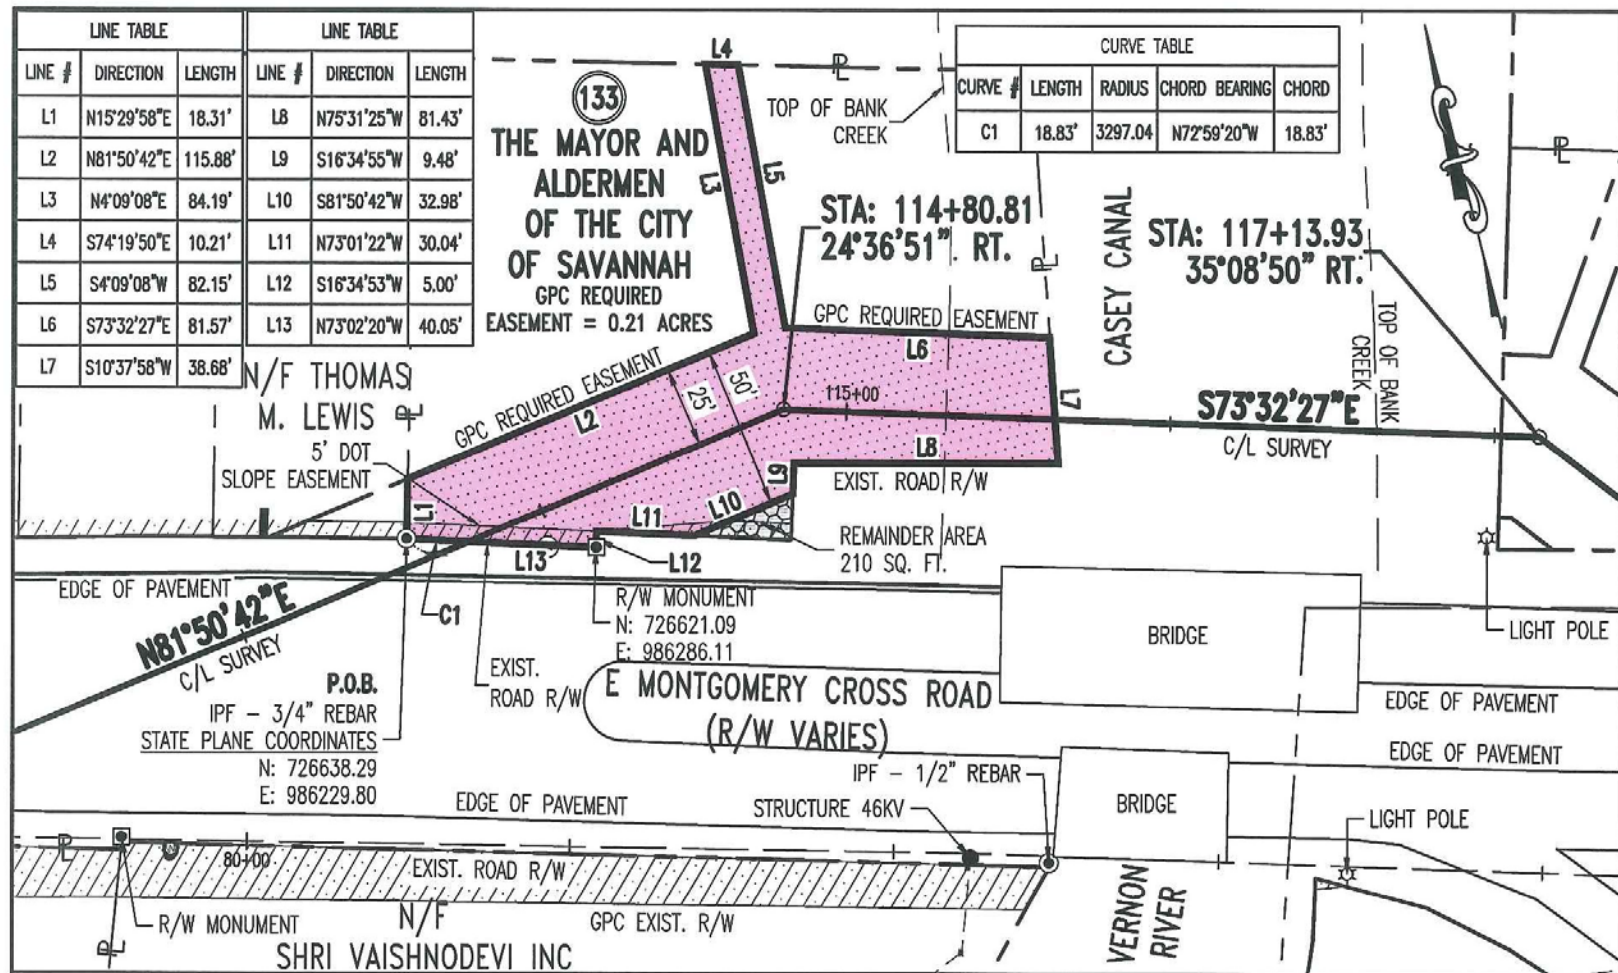 LINE TABLE
LINE # DIRECTION LENGTH
L1 N15°29'58"E 18.31'
L2 N81°50'42"E 115.88'
L3 N4°09'08"E 84.19'
L4 S74°19'50"E 10.21'
L5 S4°09'08"W 82.15'
L6 S73°32'27"E 81.57'
L7 S10°37'58"W 38.68'
LINE TABLE
LINE # DIRECTION LENGTH
L8 N75°31'25"W 81.43'
L9 S16°34'55"W 9.48'
L10 S81°50'42"W 32.98'
L11 N73°01'22"W 30.04'
L12 S16°34'53"W 5.00'
L13 N73°02'20"W 40.05'
CURVE TABLE
CURVE # LENGTH RADIUS CHORD BEARING CHORD
C1 18.83' 3297.04 N72°59'20"W 18.83'
133
THE MAYOR AND
ALDERMEN
OF THE CITY
OF SAVANNAH
GPC REQUIRED
EASEMENT = 0.21 ACRES
L4
PL
TOP OF BANK
CREEK
L3
L5
STA: 114+80.81
24°36'51" RT.
PL
CASEY CANAL
STA: 117+13.93
35°08'50" RT.
PL
TOP OF BANK
CREEK
GPC REQUIRED EASEMENT
L6
115+00
L7
S73°32'27"E
C/L SURVEY
N/F THOMAS
M. LEWIS
PL
5' DOT
SLOPE EASEMENT
GPC REQUIRED EASEMENT
L2
25'
50'
L8
EXIST. ROAD R/W
L9
L1
L10
L11
L13
L12
REMAINDER AREA
210 SQ. FT.
EDGE OF PAVEMENT
N81°50'42"E
C/L SURVEY
C1
R/W MONUMENT
N: 726621.09
E: 986286.11
BRIDGE
LIGHT POLE
P.O.B.
IPF - 3/4" REBAR
STATE PLANE COORDINATES
N: 726638.29
E: 986229.80
EXIST.
ROAD R/W
E MONTGOMERY CROSS ROAD
(R/W VARIES)
EDGE OF PAVEMENT
EDGE OF PAVEMENT
IPF - 1/2" REBAR
EDGE OF PAVEMENT
STRUCTURE 46KV
BRIDGE
LIGHT POLE
PL
80+00
EXIST. ROAD R/W
R/W MONUMENT
PL
N/F
SHRI VAISHNODEVI INC
GPC EXIST. R/W
VERNON
RIVER